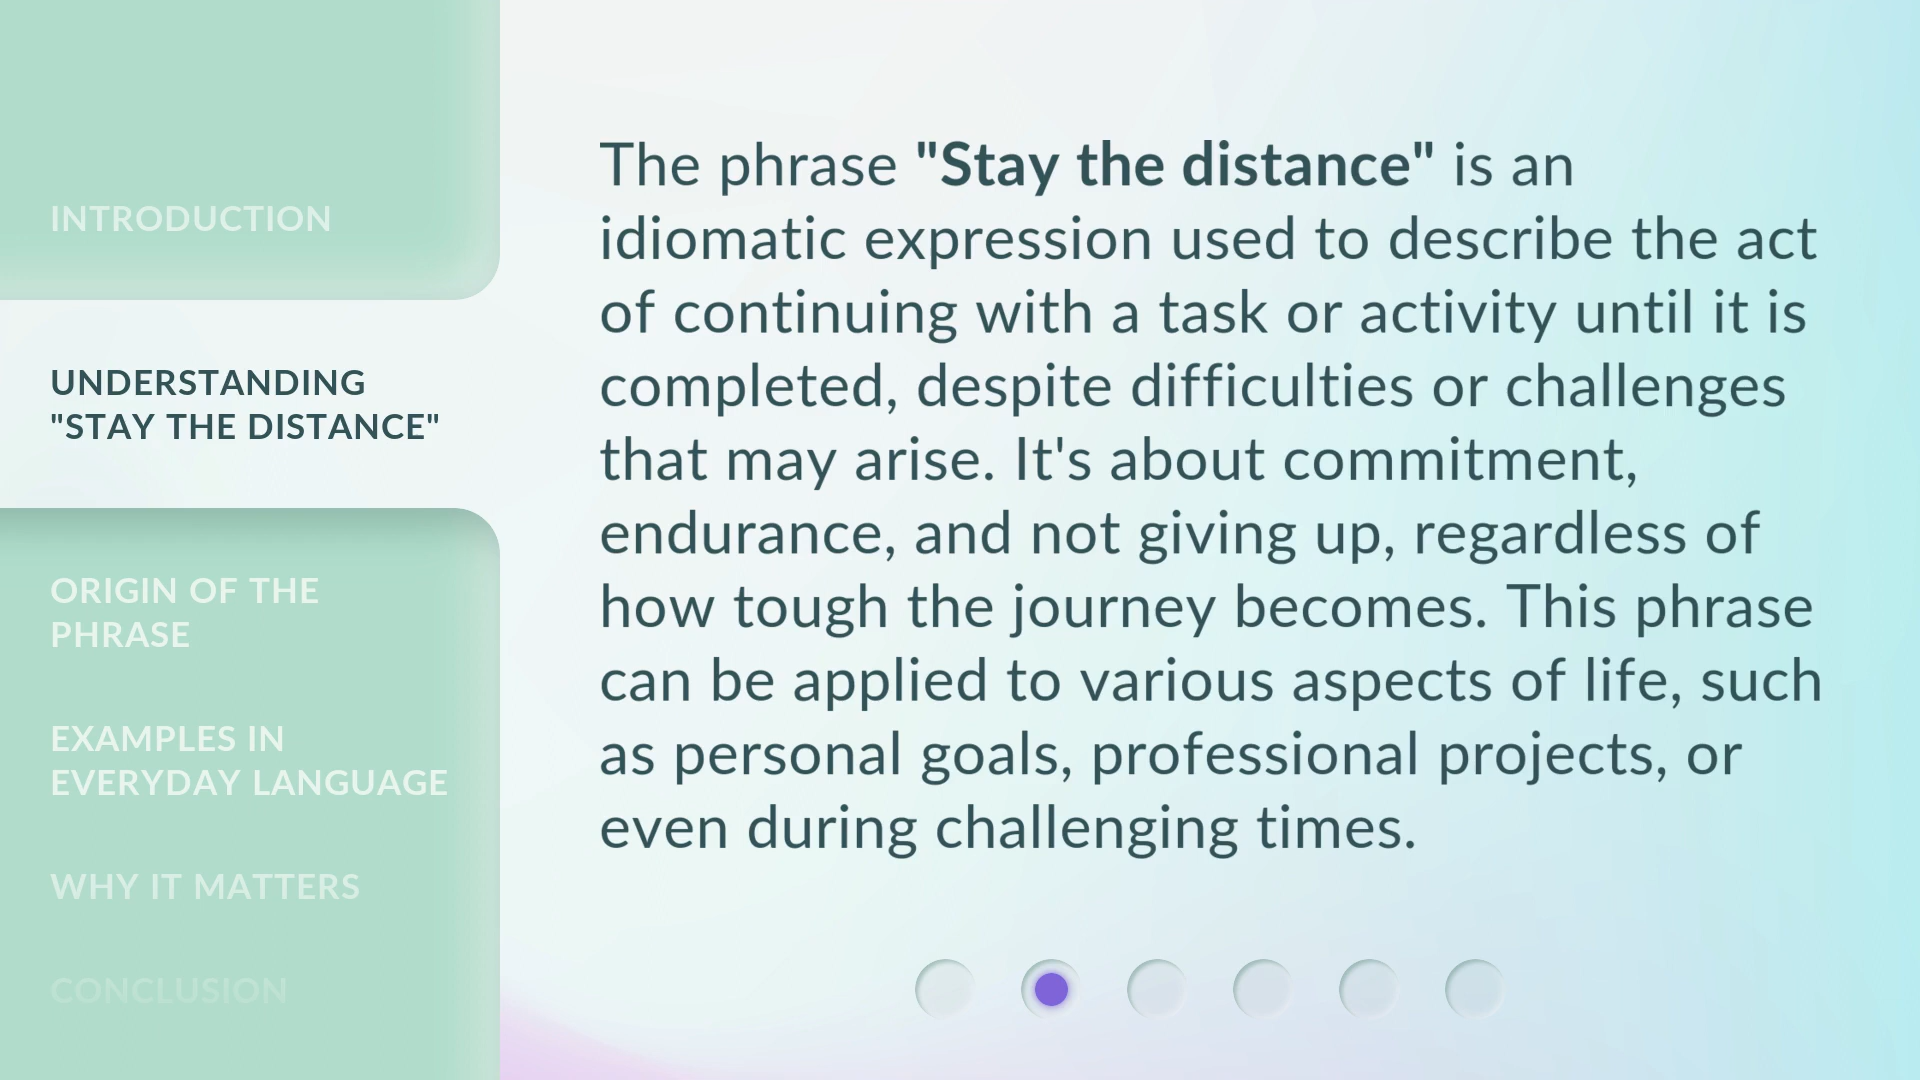 INTRODUCTION
UNDERSTANDING
"STAY THE DISTANCE"
ORIGIN OF THE
PHRASE
EXAMPLES IN
EVERYDAY LANGUAGE
WHY IT MATTERS
CONCLUSION
The phrase "Stay the distance" is an
idiomatic expression used to describe the act
of continuing with a task or activity until it is
completed, despite difficulties or challenges
that may arise. It's about commitment,
endurance, and not giving up, regardless of
how tough the journey becomes. This phrase
can be applied to various aspects of life, such
as personal goals, professional projects, or
even during challenging times.